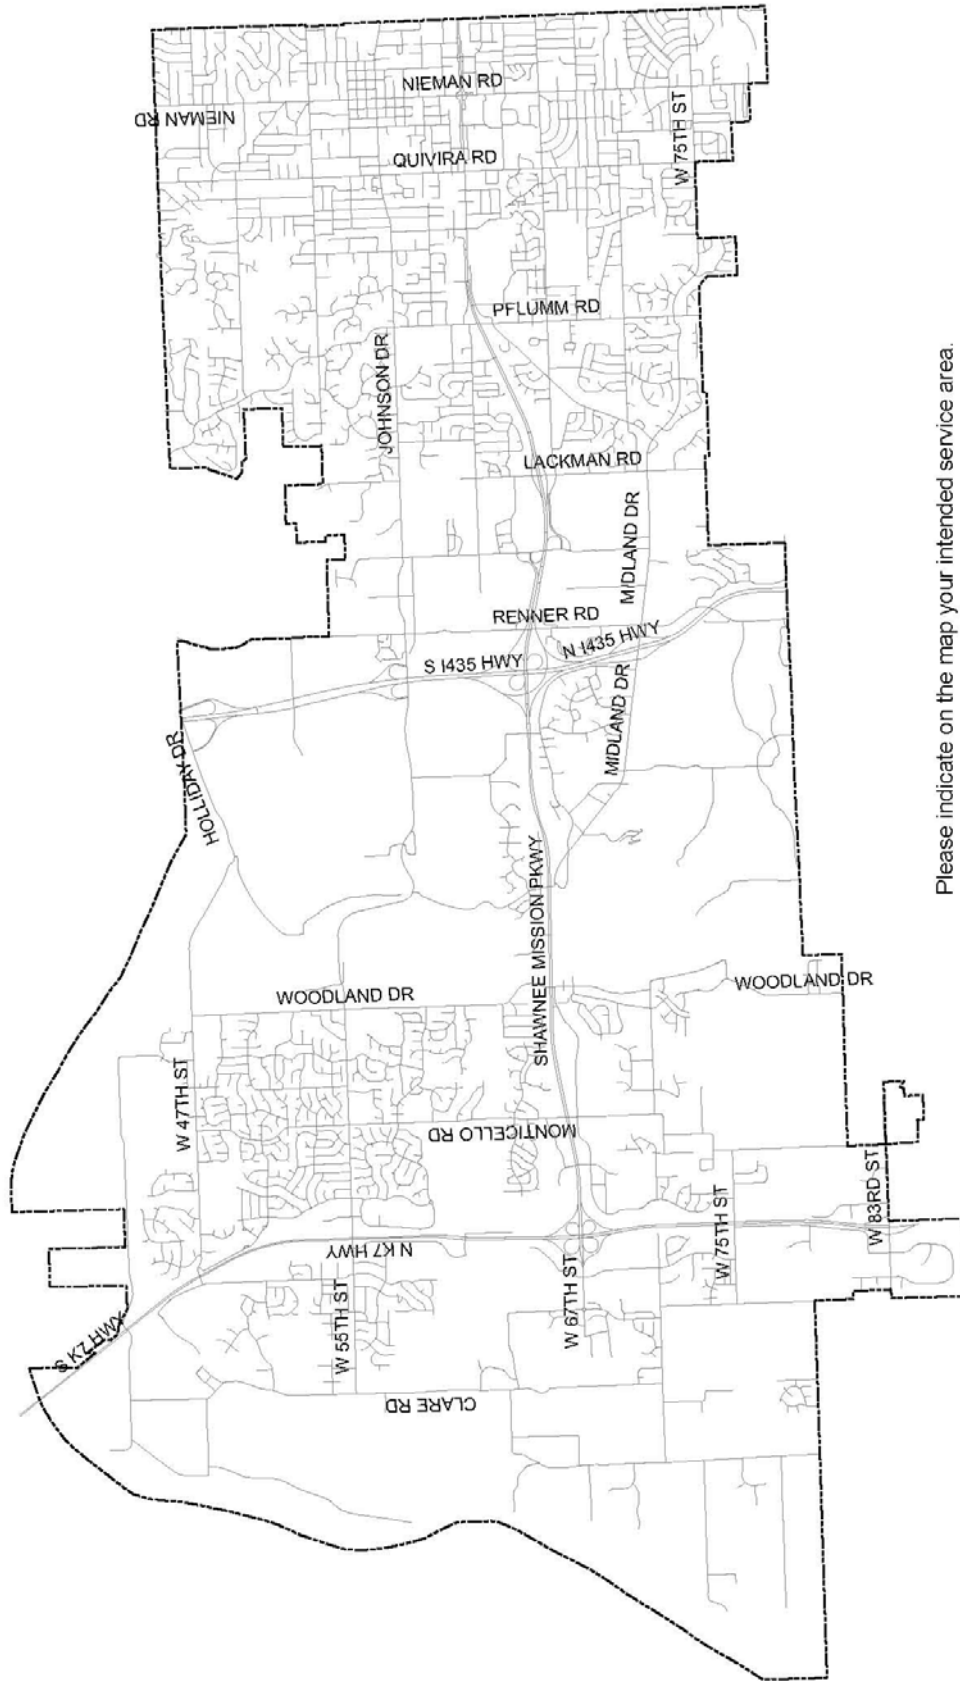 NIEMAN RD
NIEMAN RD
QUIVIRA RD
W 75TH ST
PFLUMM RD
JOHNSON DR
LACKMAN RD
MIDLAND DR
RENNER RD
N I435 HWY
S I435 HWY
MIDLAND DR
HOLLIDAY DR
SHAWNEE MISSION PKWY
WOODLAND DR
WOODLAND DR
W 47TH ST
MONTICELLO RD
W 83RD ST
W 75TH ST
N K7 HWY
W 67TH ST
W 55TH ST
S K7 HWY
CLARE RD
Please indicate on the map your intended service area.